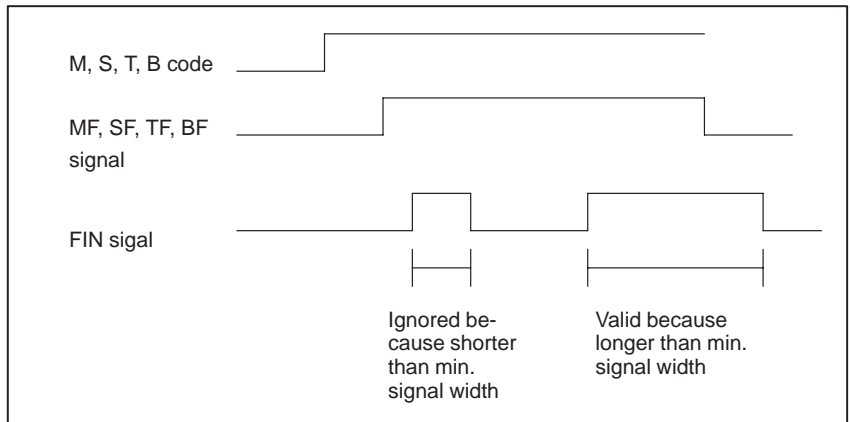 M, S, T, B code
MF, SF, TF, BF
signal
FIN sigal
Ignored be-
cause shorter
than min.
signal width
Valid because
longer than min.
signal width